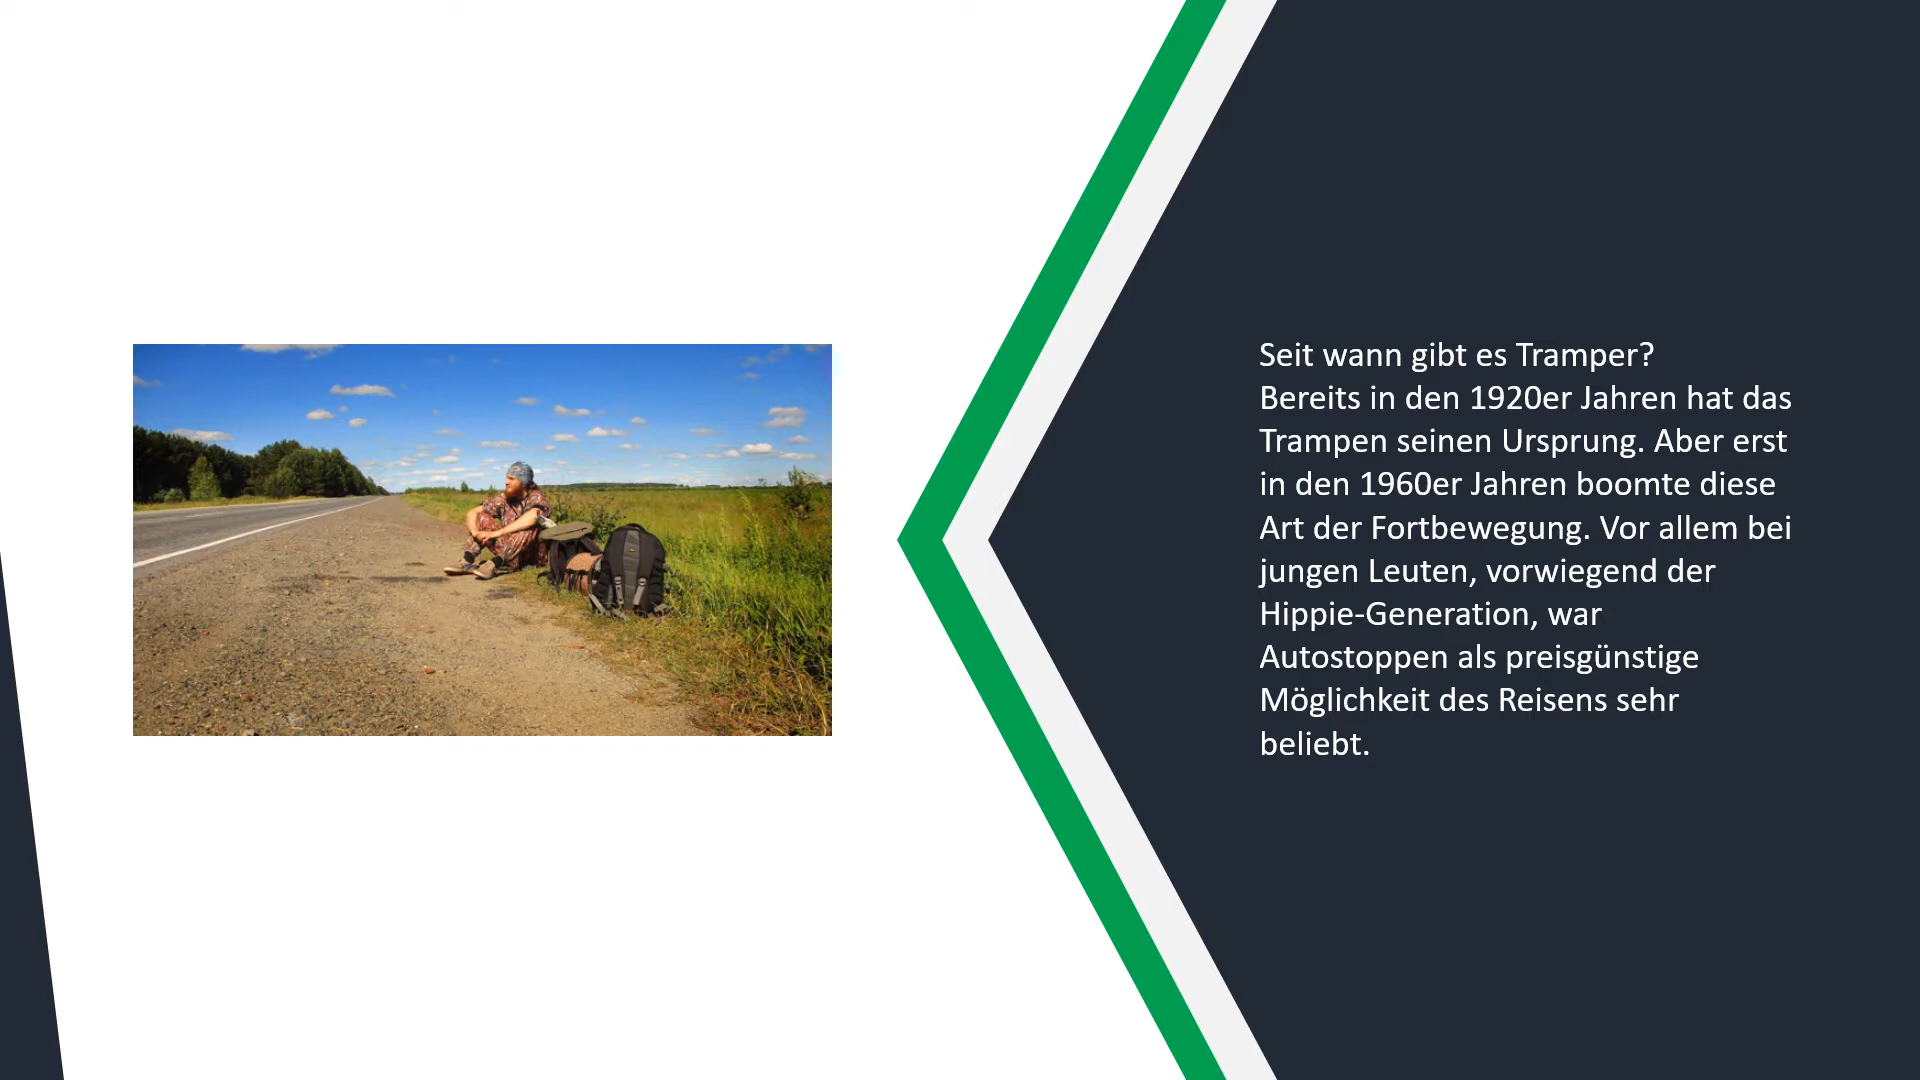 Seit wann gibt es Tramper?
Bereits in den 1920er Jahren hat das
Trampen seinen Ursprung. Aber erst
in den 1960er Jahren boomte diese
Art der Fortbewegung. Vor allem bei
jungen Leuten, vorwiegend der
Hippie-Generation, war
Autostoppen als preisgünstige
Möglichkeit des Reisens sehr
beliebt.